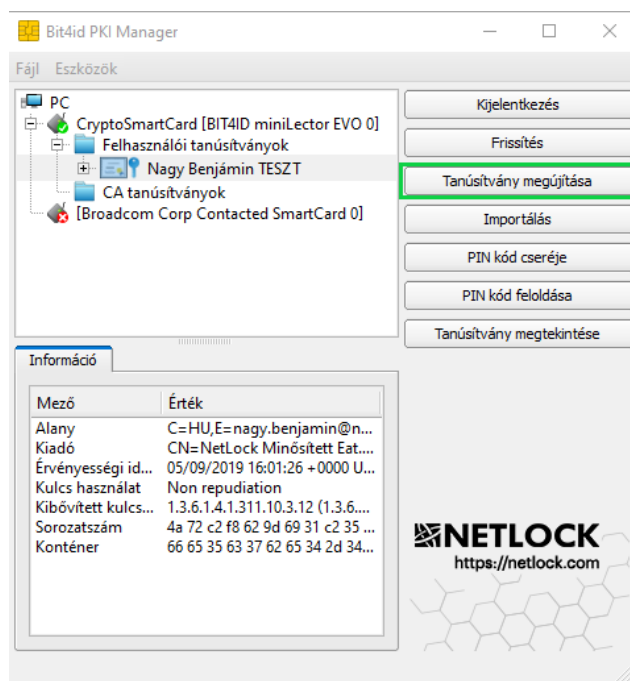 Bit4id PKI Manager
Fájl Eszközök
PC
CryptoSmartCard [BIT4ID miniLector EVO 0]
Felhasználói tanúsítványok
Nagy Benjámin TESZT
CA tanúsítványok
[Broadcom Corp Contacted SmartCard 0]
Kijelentkezés
Frissítés
Tanúsítvány megújítása
Importálás
PIN kód cseréje
PIN kód feloldása
Tanúsítvány megtekintése
Információ
Mező Érték
Alany C=HU,E=nagy.benjamin@n...
Kiadó CN=NetLock Minősített Eat....
Érvényességi id... 05/09/2019 16:01:26 +0000 U...
Kulcs használat Non repudiation
Kibővített kulcs... 1.3.6.1.4.1.311.10.3.12 (1.3.6....
Sorozatszám 4a 72 c2 f8 62 9d 69 31 c2 35 ...
Konténer 66 65 35 63 37 62 65 34 2d 34...
NETLOCK
https://netlock.com